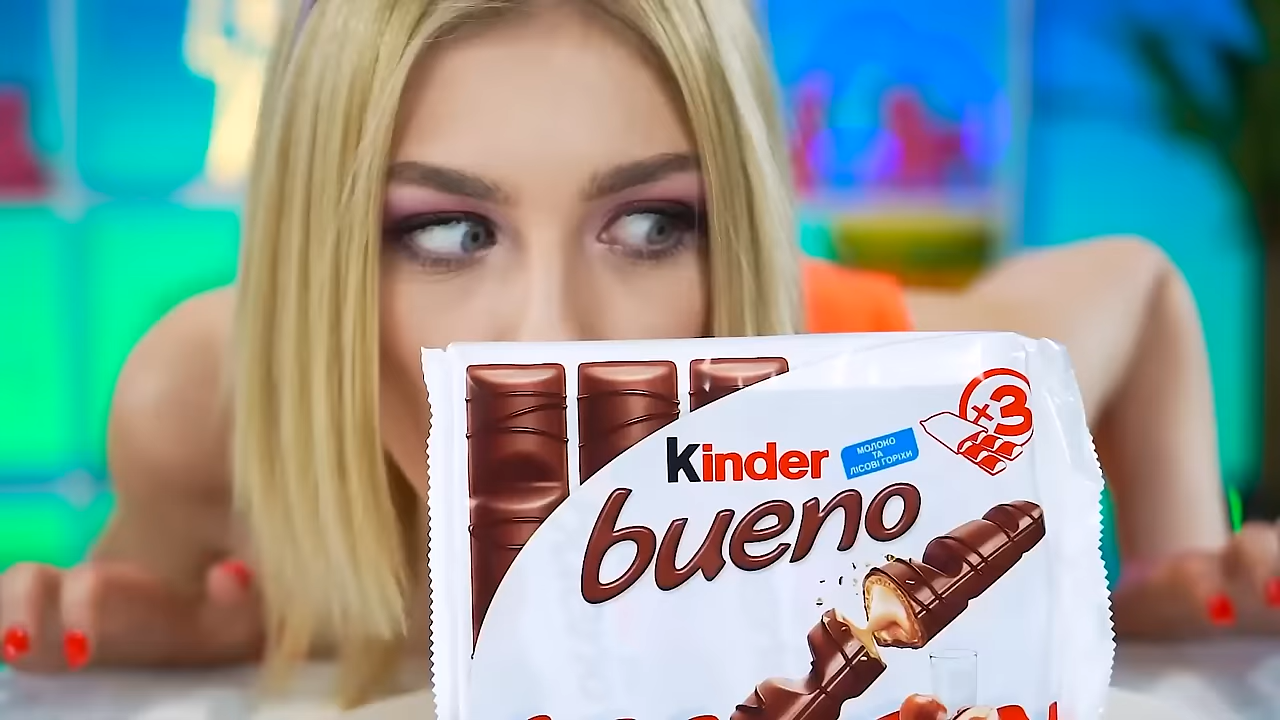 ×3
Kinder
МОЛОКО
ТА
ЛІСОВІ ГОРІХИ
bueno